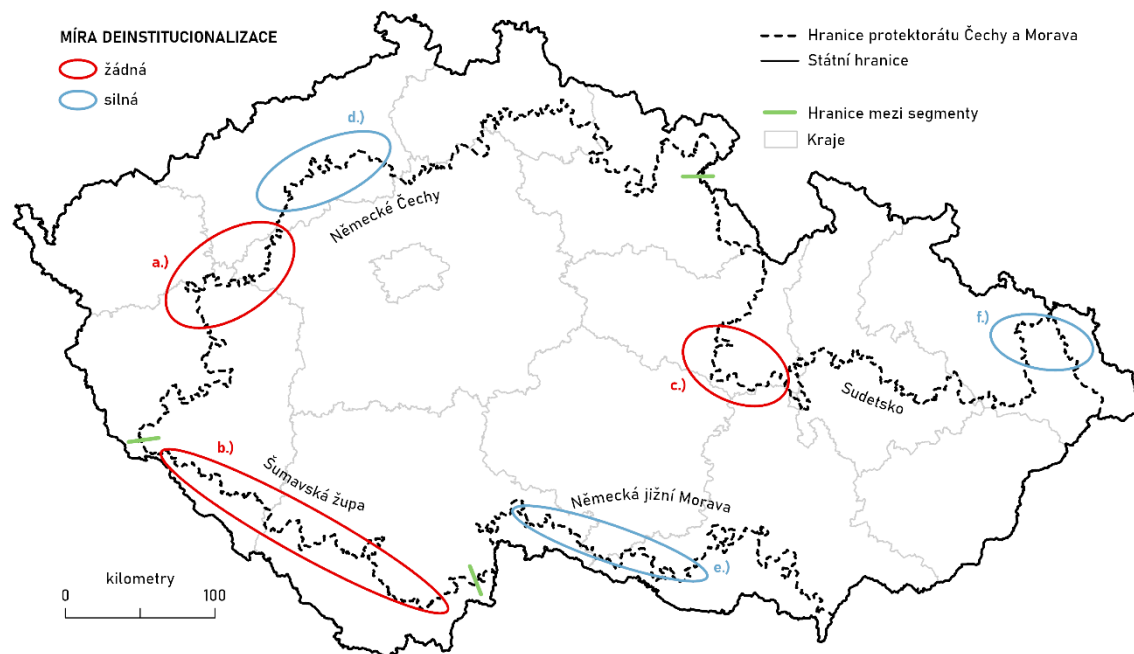 MÍRA DEINSTITUCIONALIZACE
žádná
silná
Hranice protektorátu Čechy a Morava
Státní hranice
Hranice mezi segmenty
Kraje
d.)
Německé Čechy
a.)
f.)
c.)
Sudetsko
b.)
Šumavská župa
Německá jižní Morava
e.)
kilometry
0 100